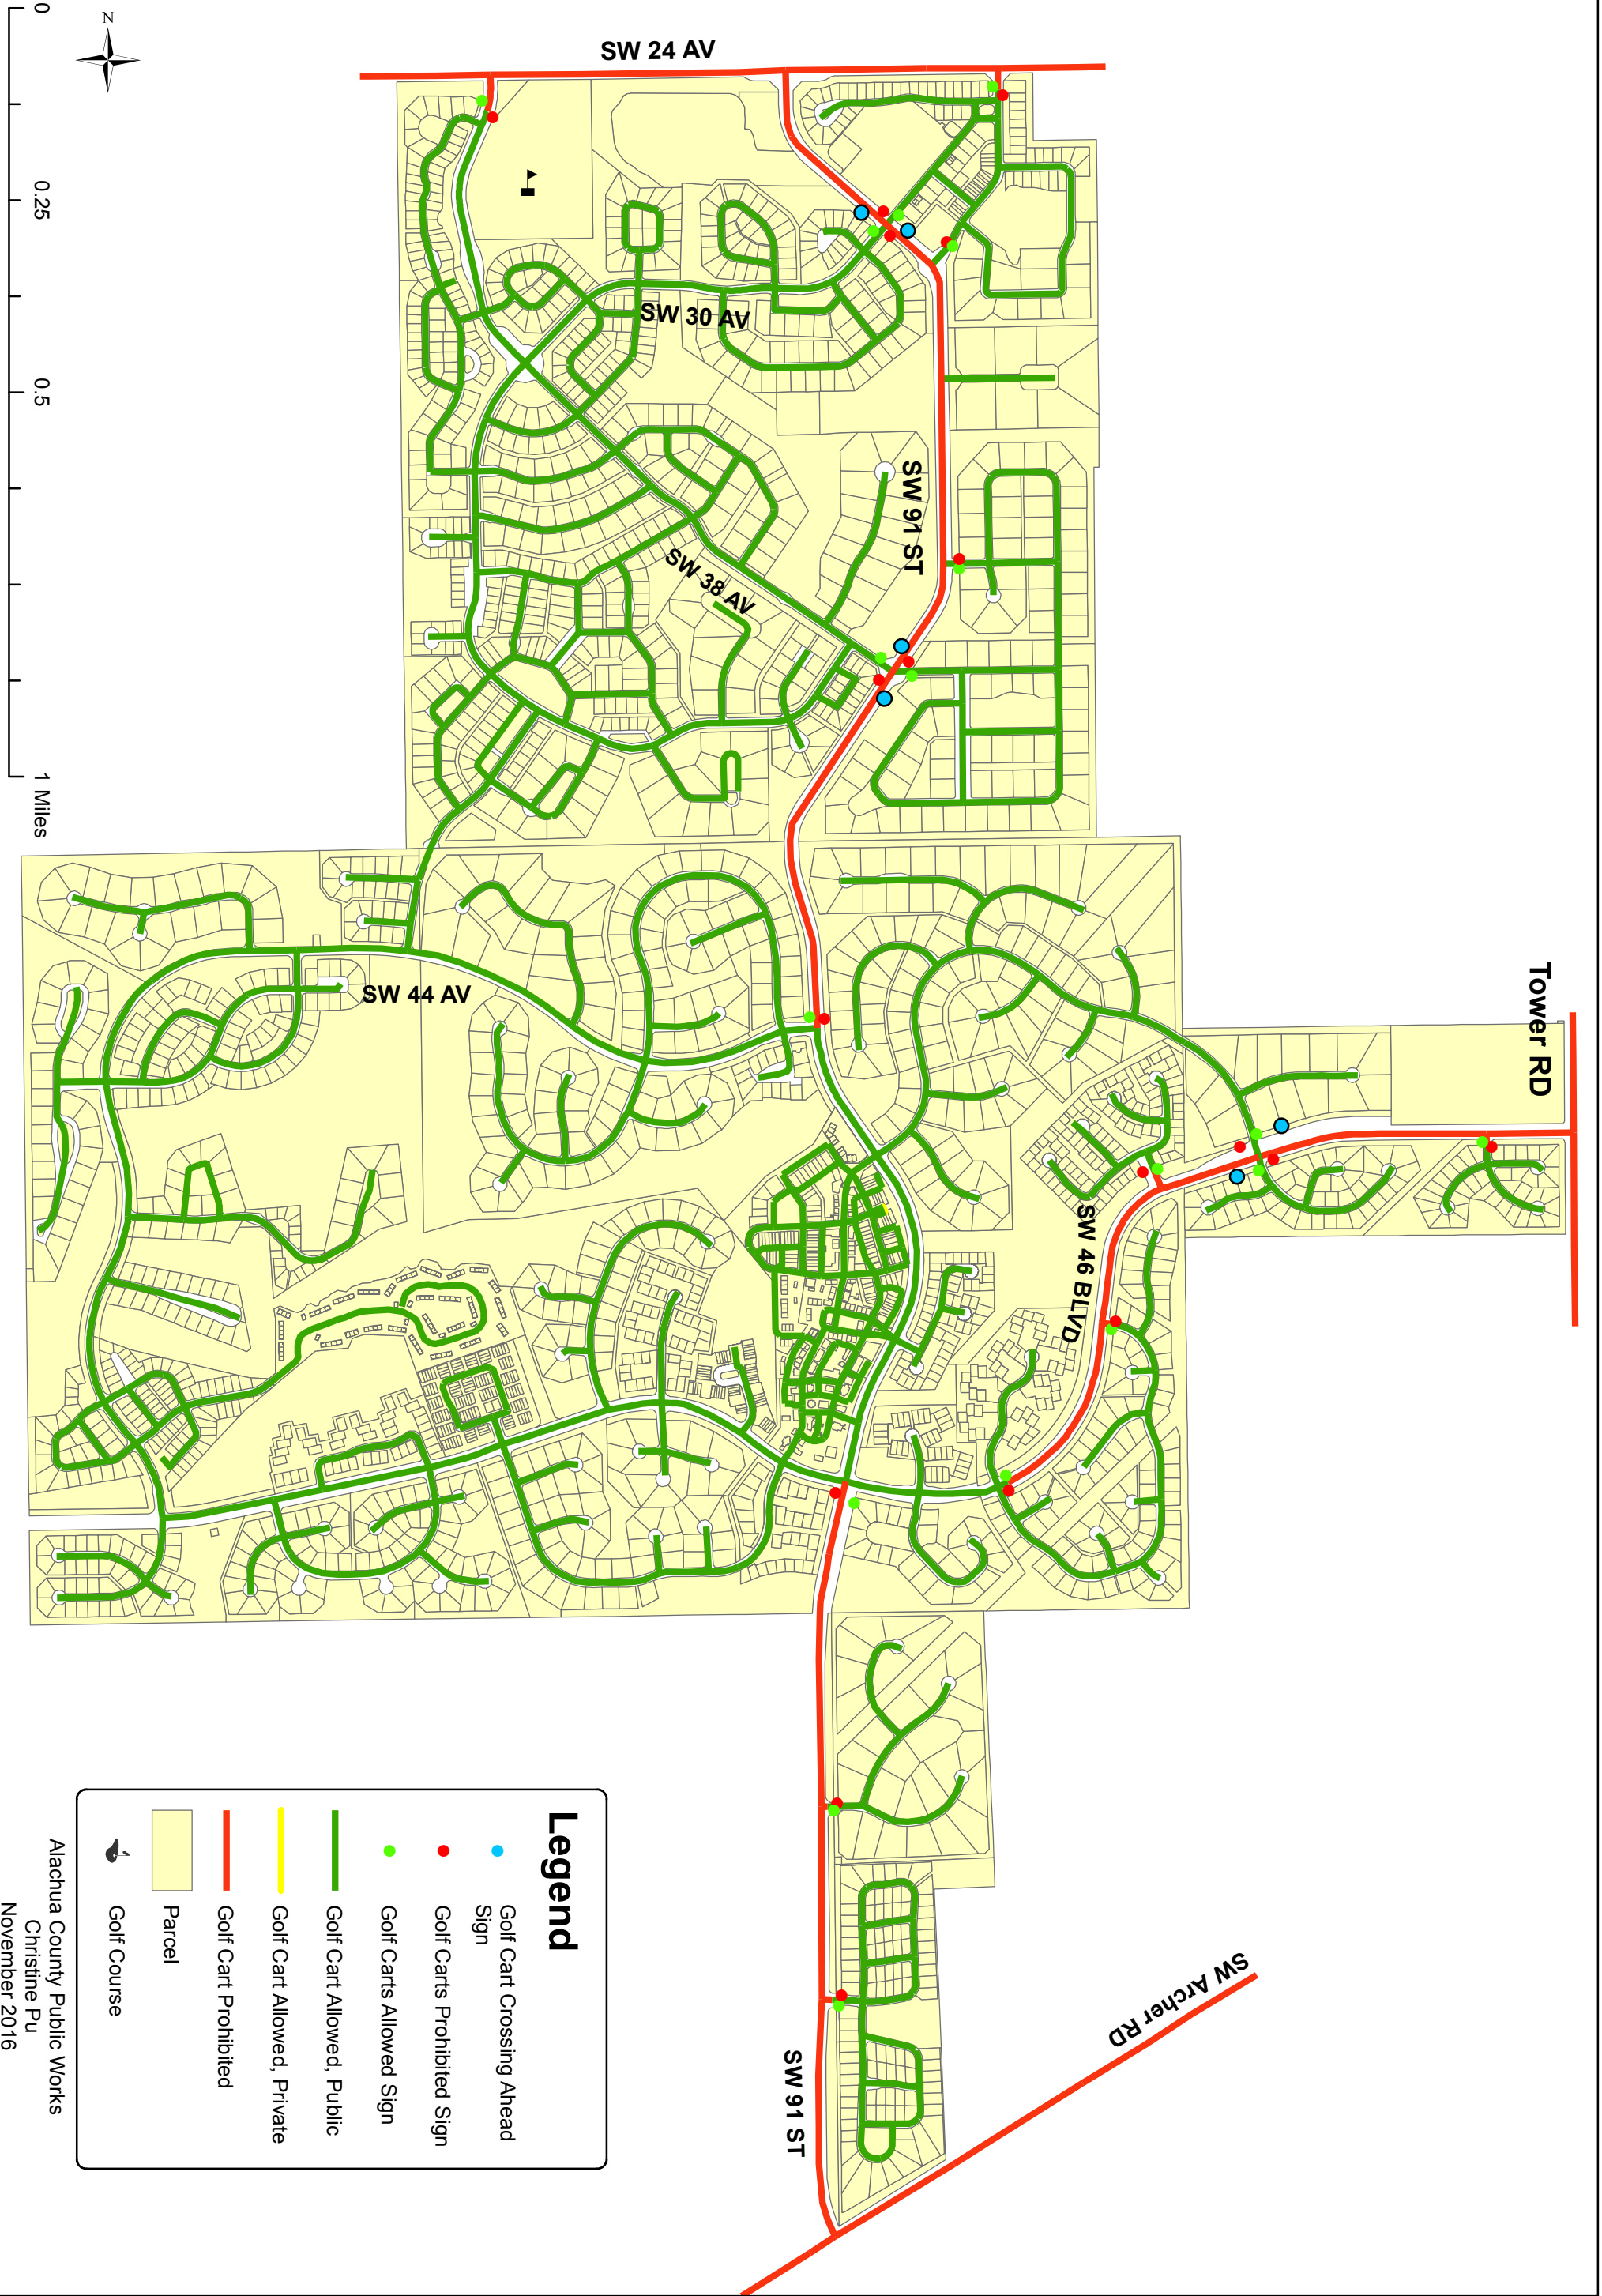 SW 24 AV
N
0
0.25
0.5
1 Miles
SW 30 AV
SW 91 ST
SW 38 AV
SW 44 AV
Tower RD
SW 46 BLVD
SW Archer RD
SW 91 ST
Legend
Golf Cart Crossing Ahead
Sign
Golf Carts Prohibited Sign
Golf Carts Allowed Sign
Golf Cart Allowed, Public
Golf Cart Allowed, Private
Golf Cart Prohibited
Parcel
Golf Course
Alachua County Public Works
Christine Pu
November 2016